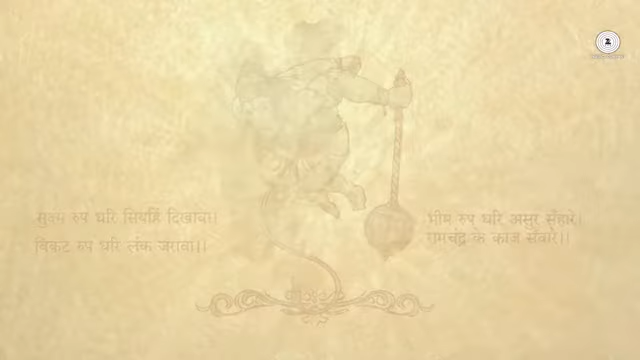 सुक्ष्म रुप धरि सियहिं दिखावा।
विकट रुप धरि लंक जरावा।।
भीम रुप धरि असुर सँहारे।
रामचंद्र के काज सँवारे।।